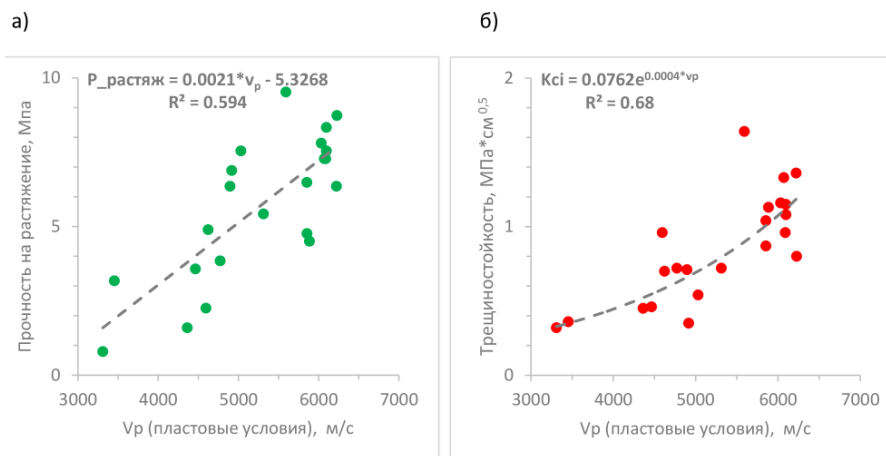 а)
P_растяж = 0.0021*vp - 5.3268
R² = 0.594
10
5
0
Прочность на растяжение, Мпа
3000 4000 5000 6000 7000
Vp (пластовые условия), м/с
б)
Kci = 0.0762e^0.0004*vp
R² = 0.68
2
1
0
Трещиностойкость, МПа*см^0,5
3000 4000 5000 6000 7000
Vp (пластовые условия), м/с